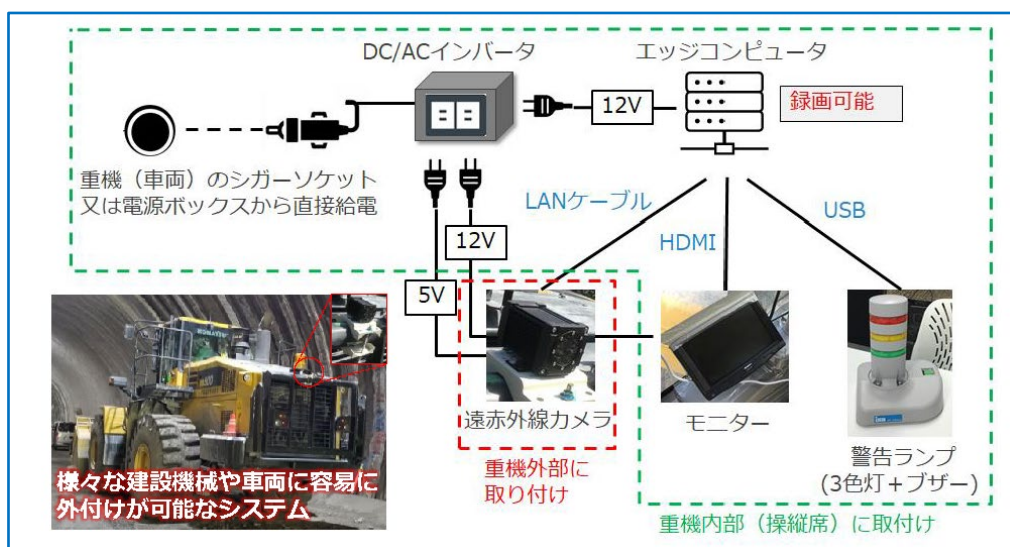 DC/ACインバータ
エッジコンピュータ
12V
録画可能
重機（車両）のシガーソケット
又は電源ボックスから直接給電
LANケーブル
USB
HDMI
12V
5V
遠赤外線カメラ
モニター
警告ランプ
(3色灯＋ブザー)
重機外部に
取り付け
様々な建設機械や車両に容易に
外付けが可能なシステム
重機内部（操縦席）に取付け